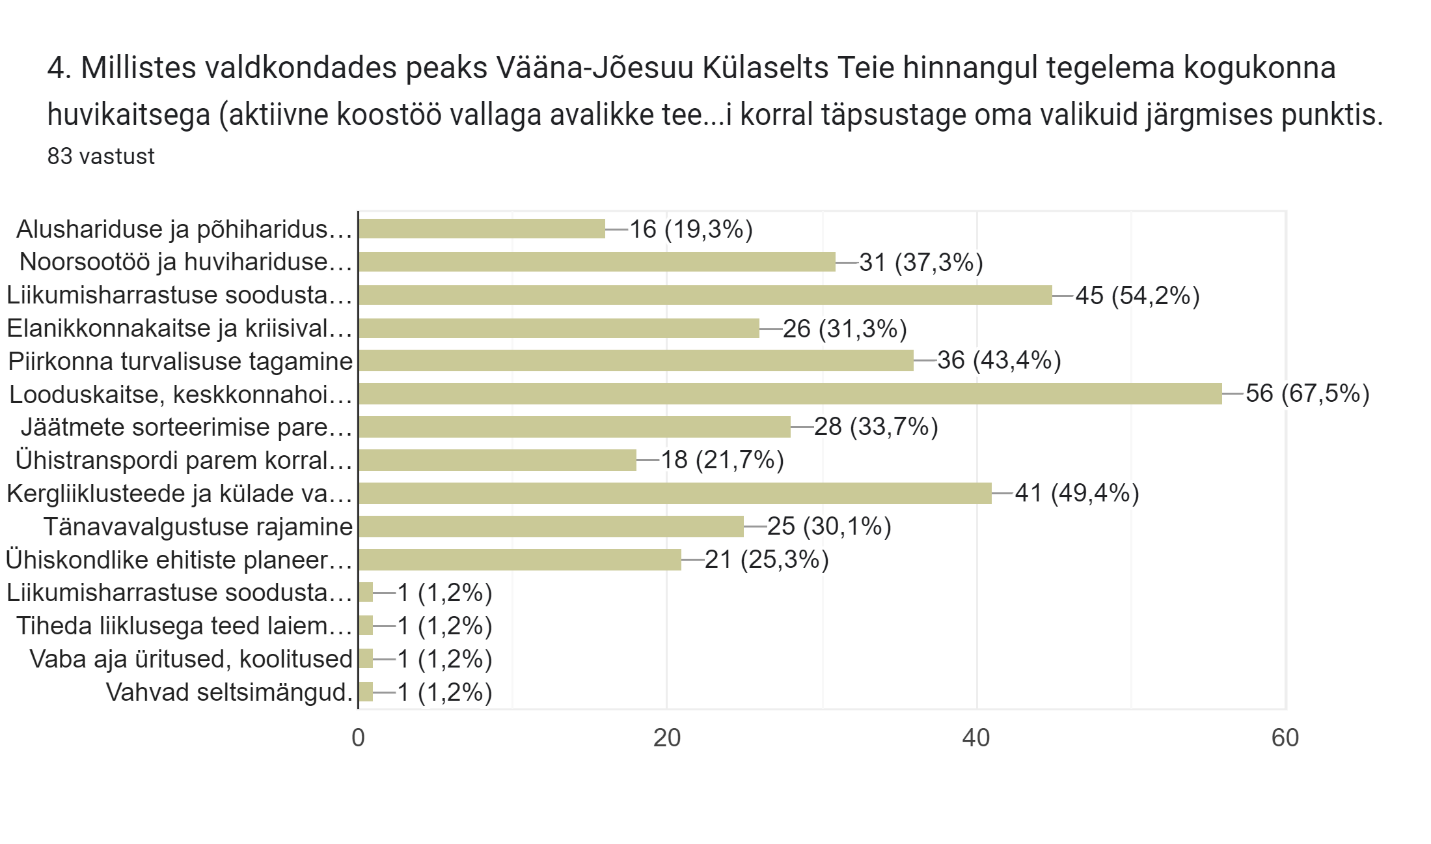 4. Millistes valdkondades peaks Vääna-Jõesuu Külaselts Teie hinnangul tegelema kogukonna
huvikaitsega (aktiivne koostöö vallaga avalikke tee...i korral täpsustage oma valikuid järgmises punktis.
83 vastust
Alushariduse ja põhiharidus… 16 (19,3%)
Noorsootöö ja huvihariduse… 31 (37,3%)
Liikumisharrastuse soodusta… 45 (54,2%)
Elanikkonnakaitse ja kriisival… 26 (31,3%)
Piirkonna turvalisuse tagamine 36 (43,4%)
Looduskaitse, keskkonnahoi… 56 (67,5%)
Jäätmete sorteerimise pare… 28 (33,7%)
Ühistranspordi parem korral… 18 (21,7%)
Kergliiklusteede ja külade va… 41 (49,4%)
Tänavavalgustuse rajamine 25 (30,1%)
Ühiskondlike ehitiste planeer… 21 (25,3%)
Liikumisharrastuse soodusta… 1 (1,2%)
Tiheda liiklusega teed laiem… 1 (1,2%)
Vaba aja üritused, koolitused 1 (1,2%)
Vahvad seltsimängud. 1 (1,2%)
0 20 40 60